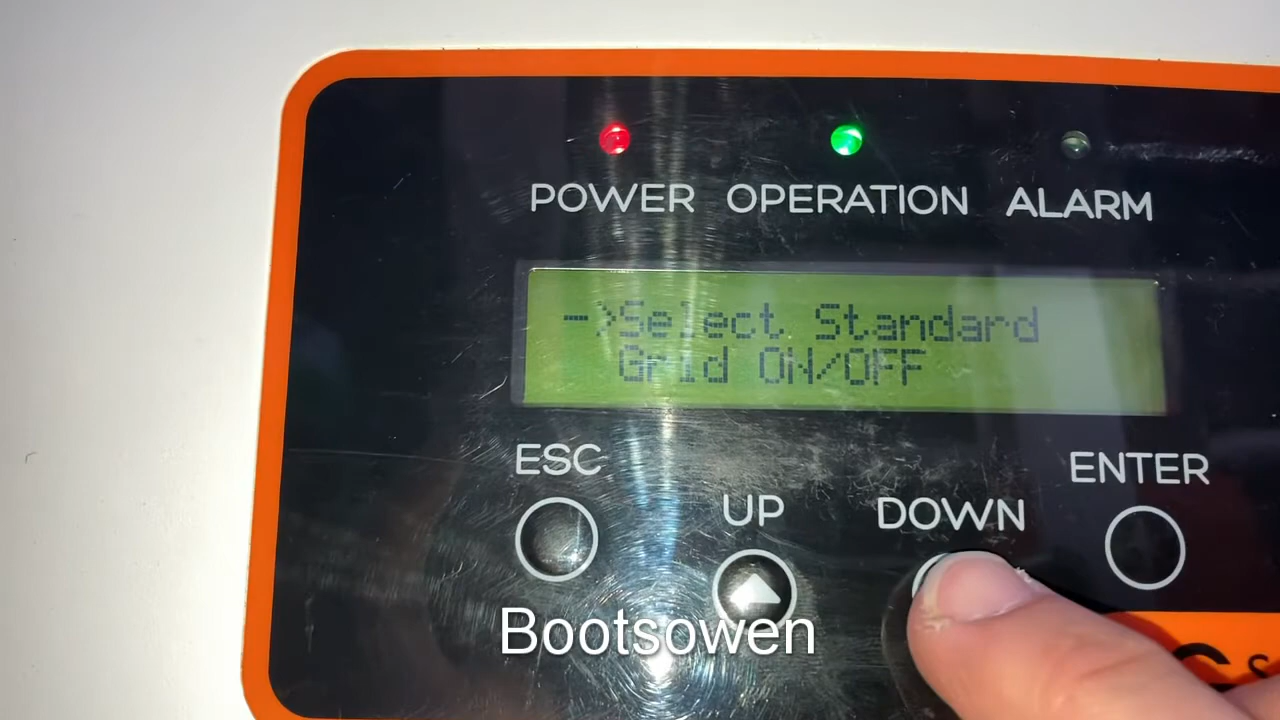 POWER OPERATION ALARM
->Select Standard
Grid ON/OFF
ESC UP DOWN ENTER
Bootsowen